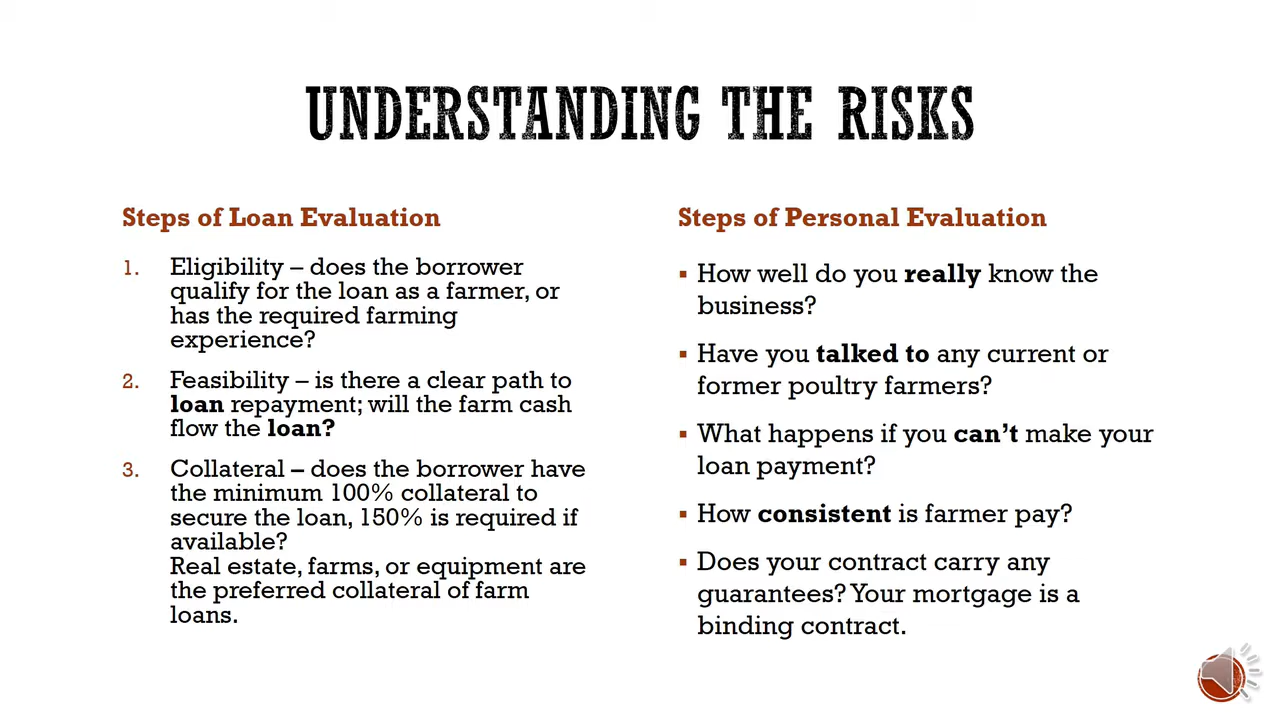 UNDERSTANDING THE RISKS
Steps of Loan Evaluation
1. Eligibility – does the borrower
qualify for the loan as a farmer, or
has the required farming
experience?
2. Feasibility – is there a clear path to
loan repayment; will the farm cash
flow the loan?
3. Collateral – does the borrower have
the minimum 100% collateral to
secure the loan, 150% is required if
available?
Real estate, farms, or equipment are
the preferred collateral of farm
loans.
Steps of Personal Evaluation
▪ How well do you really know the
business?
▪ Have you talked to any current or
former poultry farmers?
▪ What happens if you can’t make your
loan payment?
▪ How consistent is farmer pay?
▪ Does your contract carry any
guarantees? Your mortgage is a
binding contract.